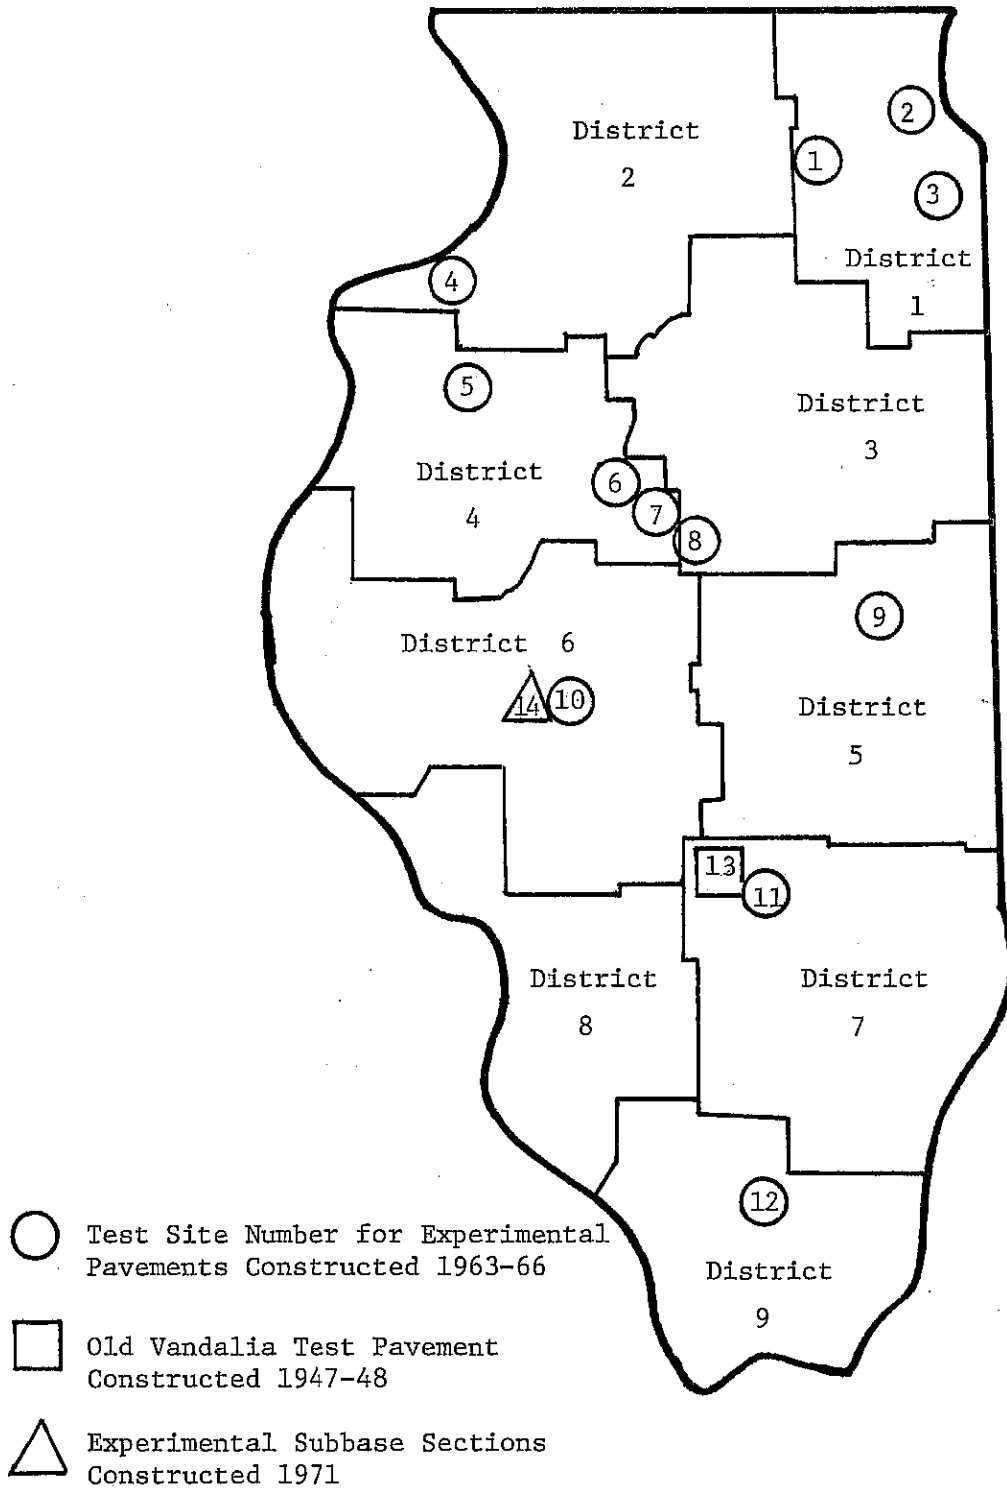 District
2
2
1
3
District
1
4
5
District
3
District
4
6
7
8
9
District 6
14
10
District
5
13
11
District
8
District
7
12
District
9
Test Site Number for Experimental
Pavements Constructed 1963-66
Old Vandalia Test Pavement
Constructed 1947-48
Experimental Subbase Sections
Constructed 1971